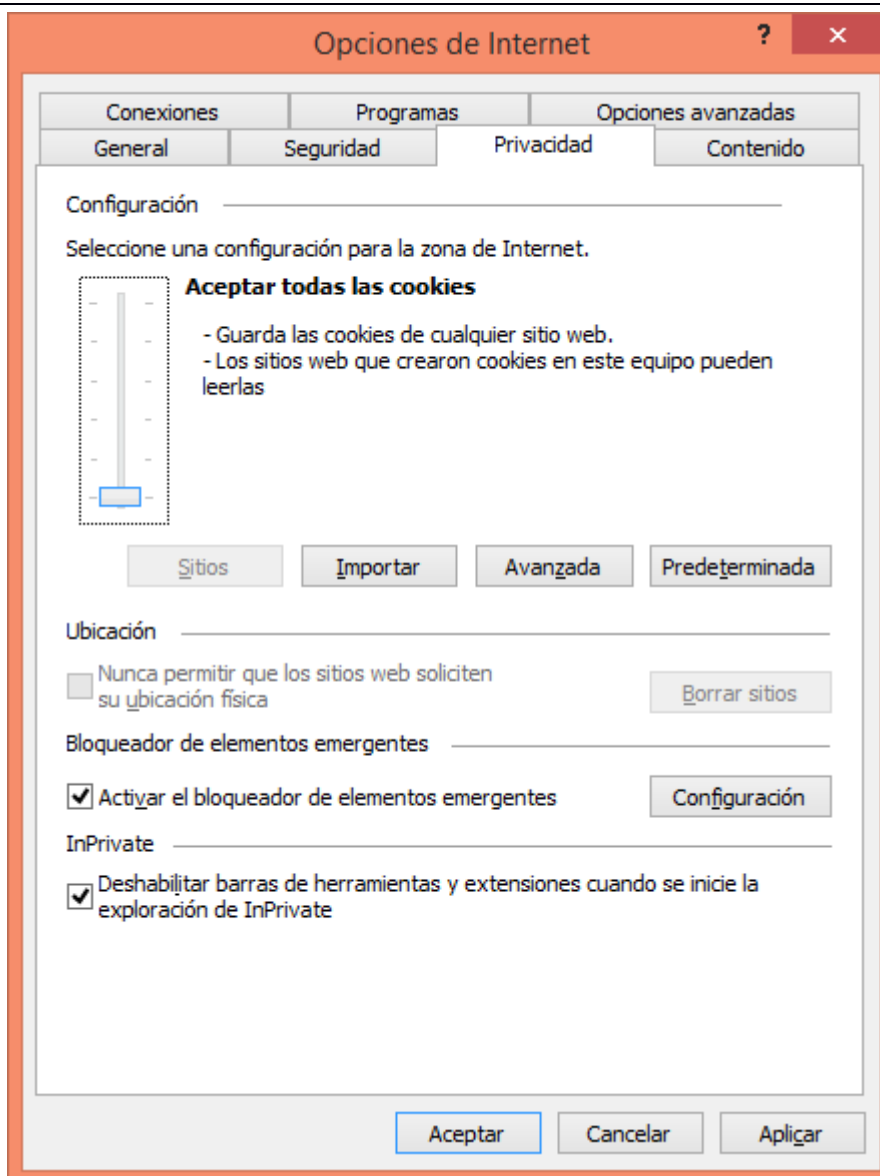 Opciones de Internet
? ×
Conexiones Programas Opciones avanzadas
General Seguridad Privacidad Contenido
Configuración
Seleccione una configuración para la zona de Internet.
Aceptar todas las cookies
- Guarda las cookies de cualquier sitio web.
- Los sitios web que crearon cookies en este equipo pueden
leerlas
Sitios Importar Avanzada Predeterminada
Ubicación
Nunca permitir que los sitios web soliciten
su ubicación física
Borrar sitios
Bloqueador de elementos emergentes
Activar el bloqueador de elementos emergentes Configuración
InPrivate
Deshabilitar barras de herramientas y extensiones cuando se inicie la
exploración de InPrivate
Aceptar Cancelar Aplicar